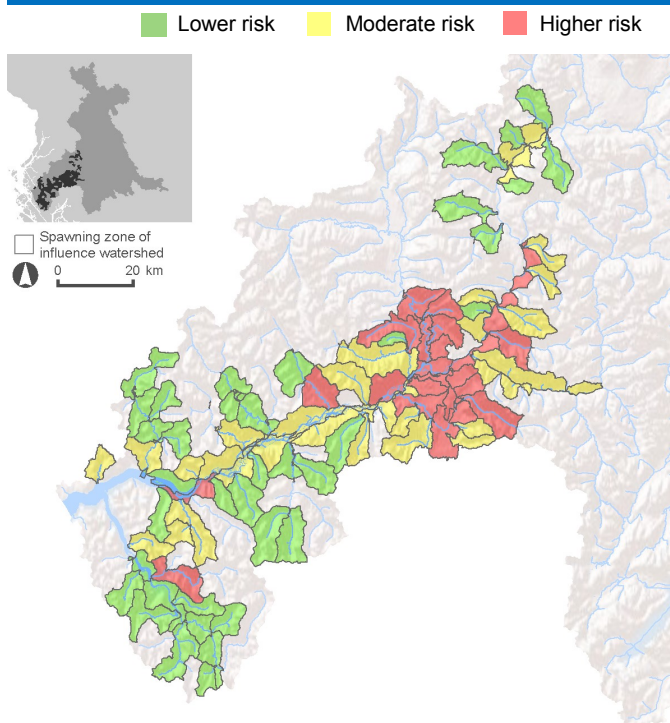 Lower risk Moderate risk Higher risk
Spawning zone of
influence watershed
0 20 km